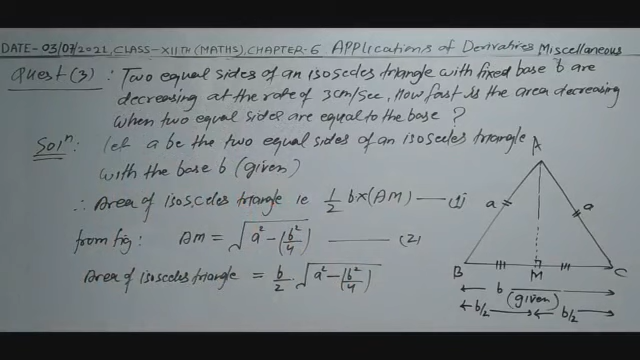 DATE-03/07/2021, CLASS-XIIth (MATHS), CHAPTER-6 Applications of Derivatives Miscellaneous
Quest (3) : Two equal sides of an isosceles triangle with fixed base b are
decreasing at the rate of 3cm/sec, How fast is the area decreasing
when two equal sides are equal to the base ?
Solⁿ: Let a be the two equal sides of an isosceles triangle
with the base b (given)
∴ Area of isosceles triangle ie 1/2 b×(AM) —(1)
from fig: AM = √(a² - (b²/4)) —(2)
Area of isosceles triangle = b/2 · √(a² - (b²/4))
A
a a
B M C
b
(given)
b/2 b/2